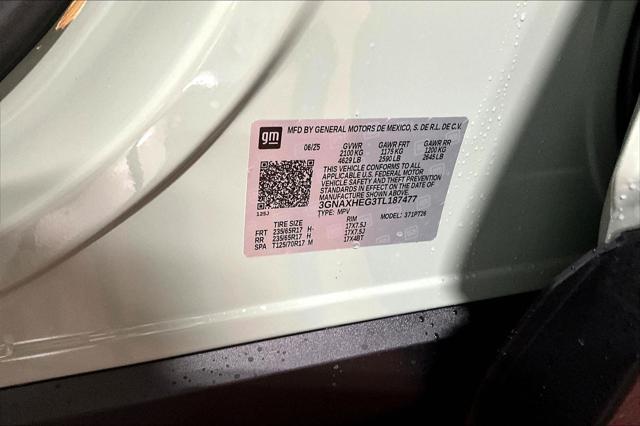 gm
MFD BY GENERAL MOTORS DE MEXICO, S. DE R.L. DE C.V.
06/25 GVWR GAWR FRT GAWR RR
2100 KG 1175 KG 1200 KG
4629 LB 2590 LB 2645 LB
THIS VEHICLE CONFORMS TO ALL
APPLICABLE U.S. FEDERAL MOTOR
VEHICLE SAFETY AND THEFT PREVENTION
STANDARDS IN EFFECT ON THE DATE OF
MANUFACTURE SHOWN ABOVE.
3GNAXHEG3TL187477
TYPE: MPV MODEL: 371PT26
125J
TIRE SIZE RIM
FRT 235/65R17 H- 17X7.5J
RR 235/65R17 H 17X7.5J
SPA T125/70R17 M 17X4BT